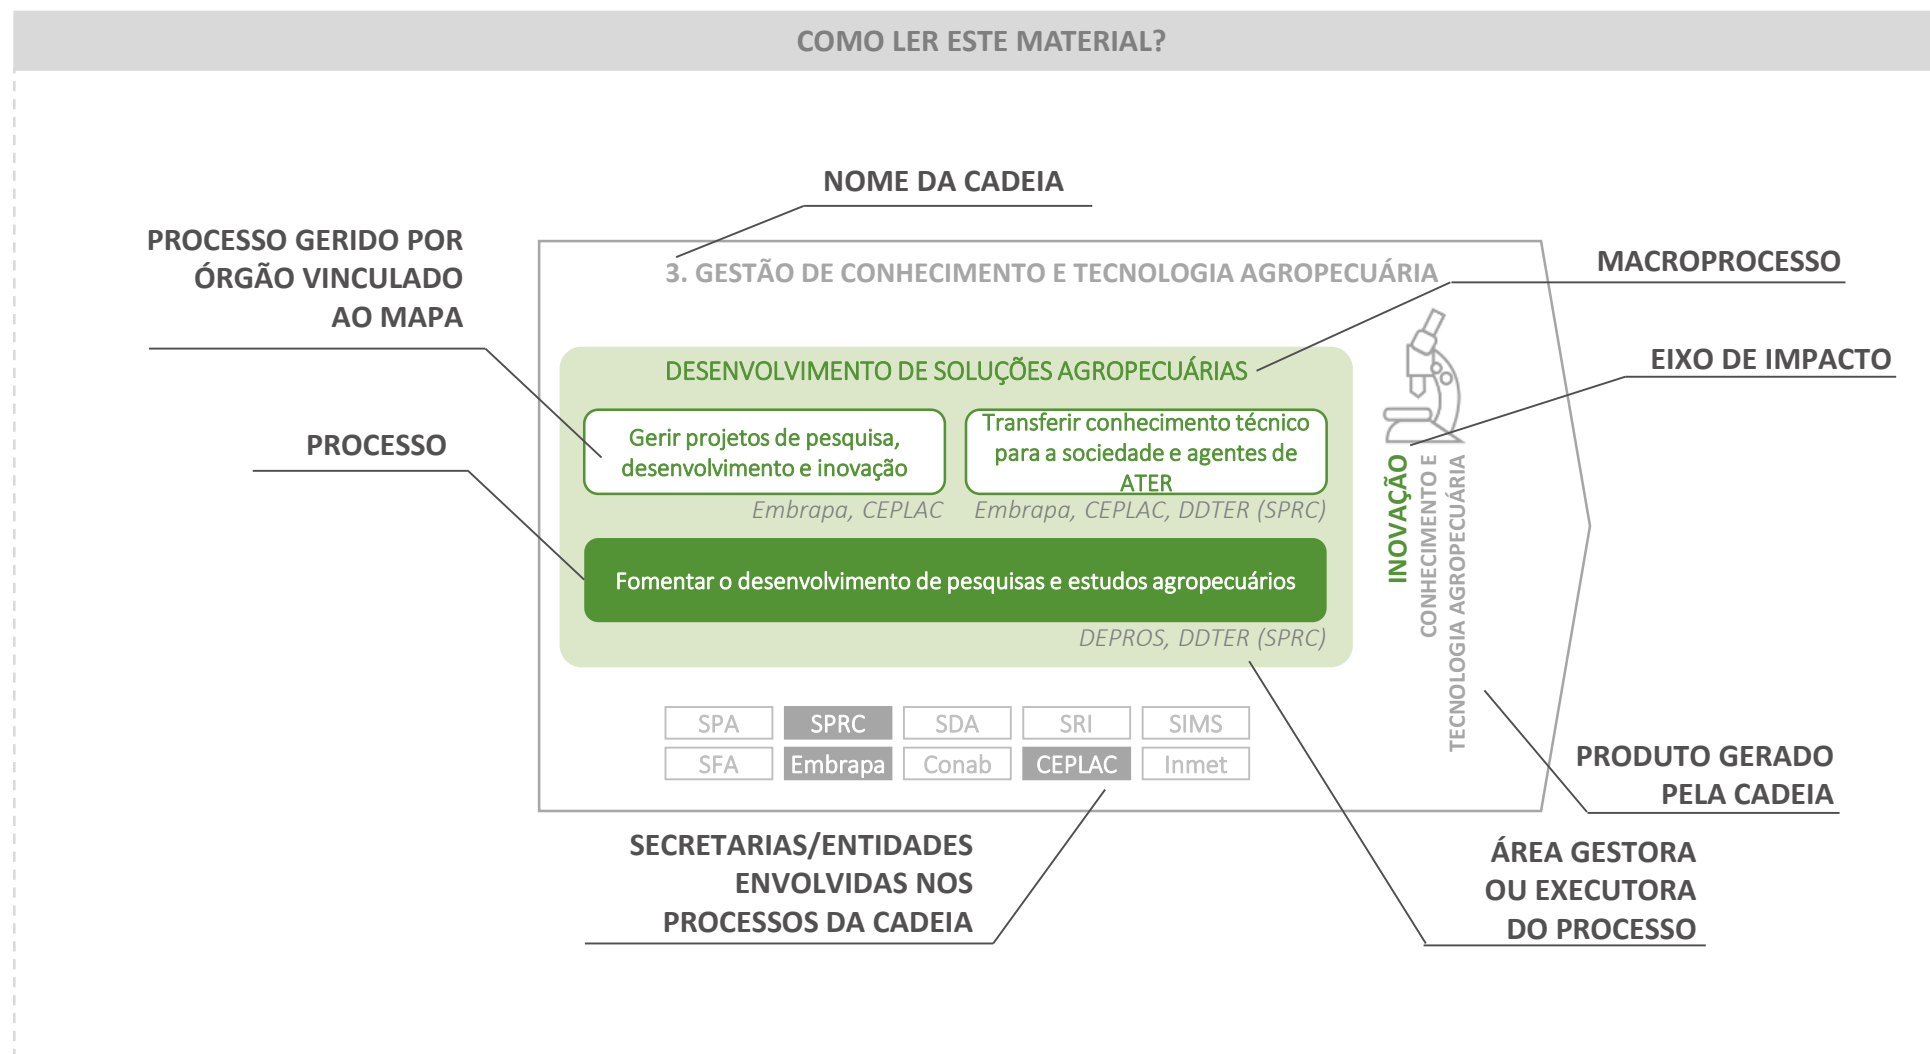 COMO LER ESTE MATERIAL?
NOME DA CADEIA
PROCESSO GERIDO POR
ÓRGÃO VINCULADO
AO MAPA
3. GESTÃO DE CONHECIMENTO E TECNOLOGIA AGROPECUÁRIA
MACROPROCESSO
EIXO DE IMPACTO
DESENVOLVIMENTO DE SOLUÇÕES AGROPECUÁRIAS
PROCESSO
Gerir projetos de pesquisa,
desenvolvimento e inovação
Embrapa, CEPLAC
Transferir conhecimento técnico
para a sociedade e agentes de
ATER
Embrapa, CEPLAC, DDTER (SPRC)
Fomentar o desenvolvimento de pesquisas e estudos agropecuários
DEPROS, DDTER (SPRC)
INOVAÇÃO
CONHECIMENTO E
TECNOLOGIA AGROPECUÁRIA
SPA SPRC SDA SRI SIMS
SFA Embrapa Conab CEPLAC Inmet
PRODUTO GERADO
PELA CADEIA
SECRETARIAS/ENTIDADES
ENVOLVIDAS NOS
PROCESSOS DA CADEIA
ÁREA GESTORA
OU EXECUTORA
DO PROCESSO